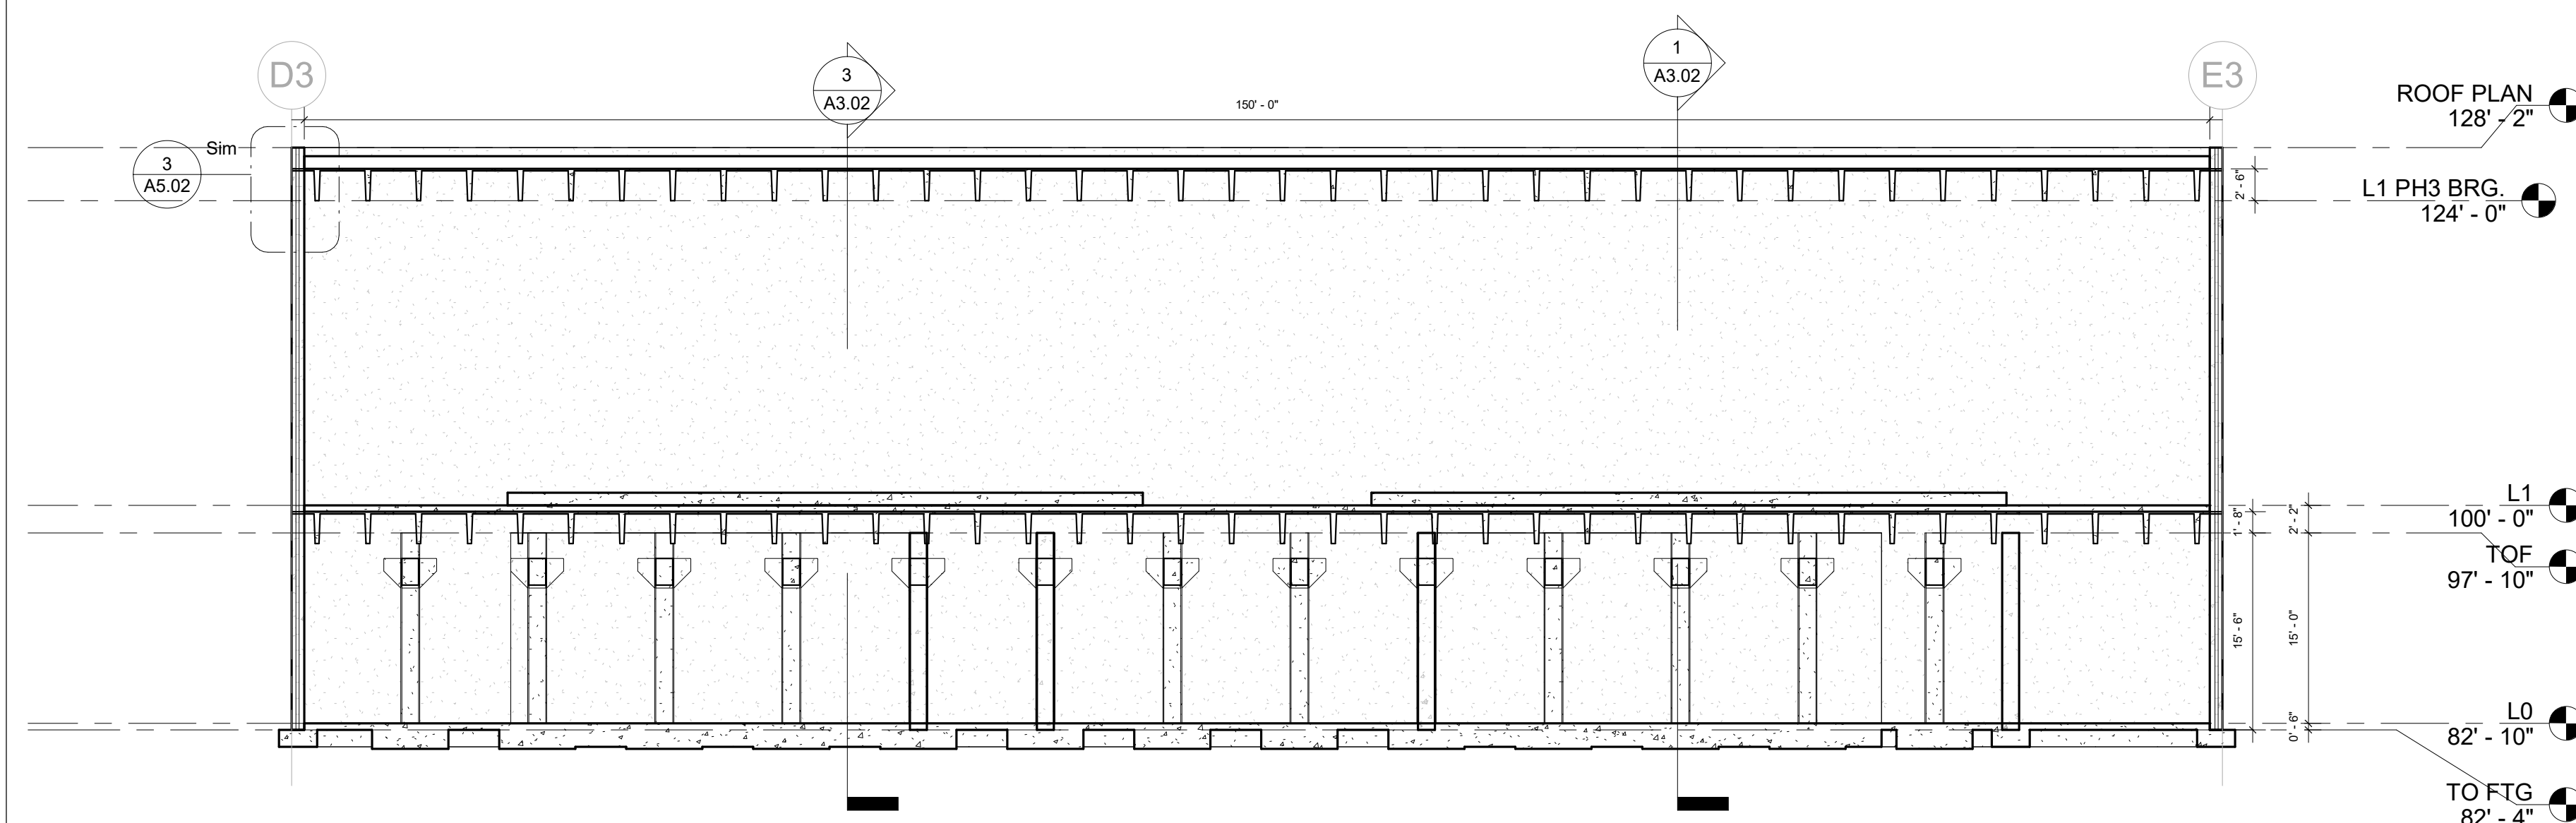 D3
3
A3.02
1
A3.02
E3
150' - 0"
ROOF PLAN
128' - 2"
Sim
3
A5.02
2' - 6"
L1 PH3 BRG.
124' - 0"
L1
100' - 0"
1' - 8"
2' - 2"
TOF
97' - 10"
15' - 6"
15' - 0"
L0
82' - 10"
0' - 6"
TO FTG
82' - 4"